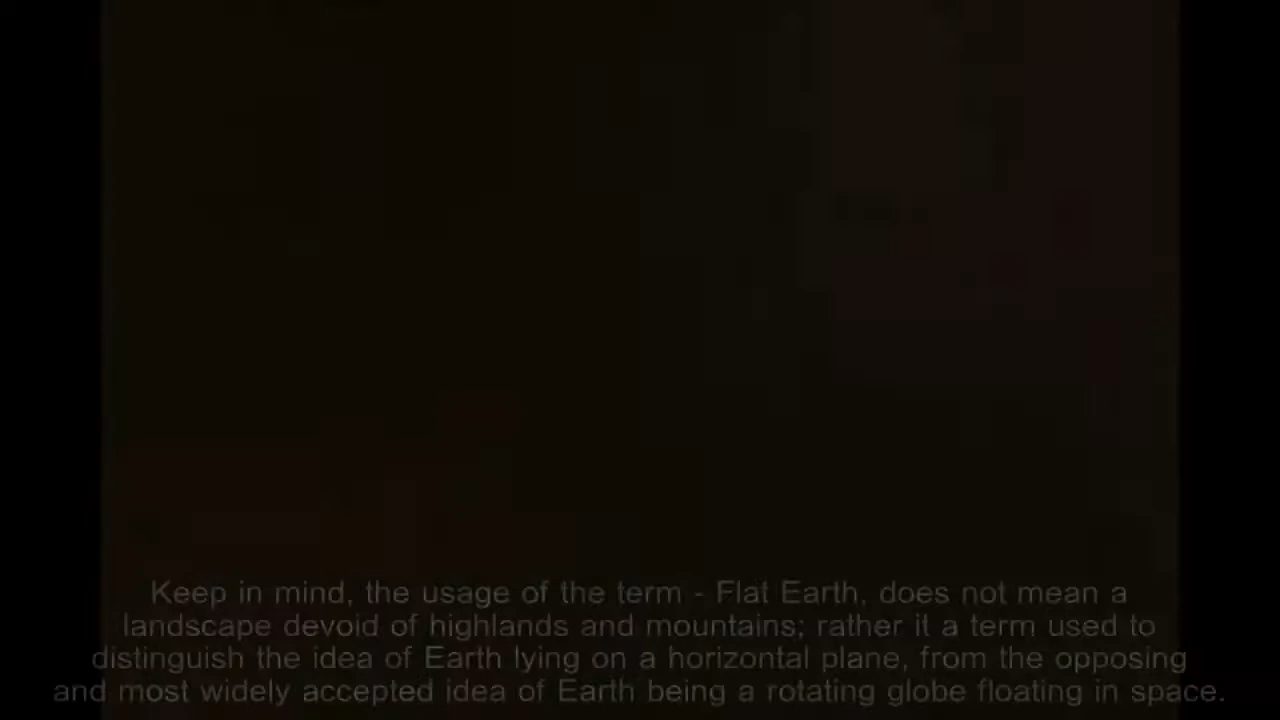 Keep in mind, the usage of the term - Flat Earth, does not mean a
landscape devoid of highlands and mountains; rather it a term used to
distinguish the idea of Earth lying on a horizontal plane, from the opposing
and most widely accepted idea of Earth being a rotating globe floating in space.